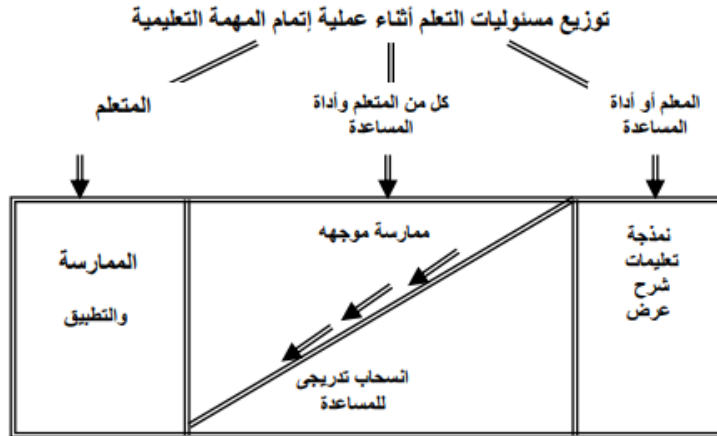 توزيع مسئوليات التعلم أثناء عملية إتمام المهمة التعليمية
المعلم أو أداة
المساعدة
كل من المتعلم وأداة
المساعدة
المتعلم
نمذجة
تعليمات
شرح
عرض
ممارسة موجهه
انسحاب تدريجى
للمساعدة
الممارسة
والتطبيق